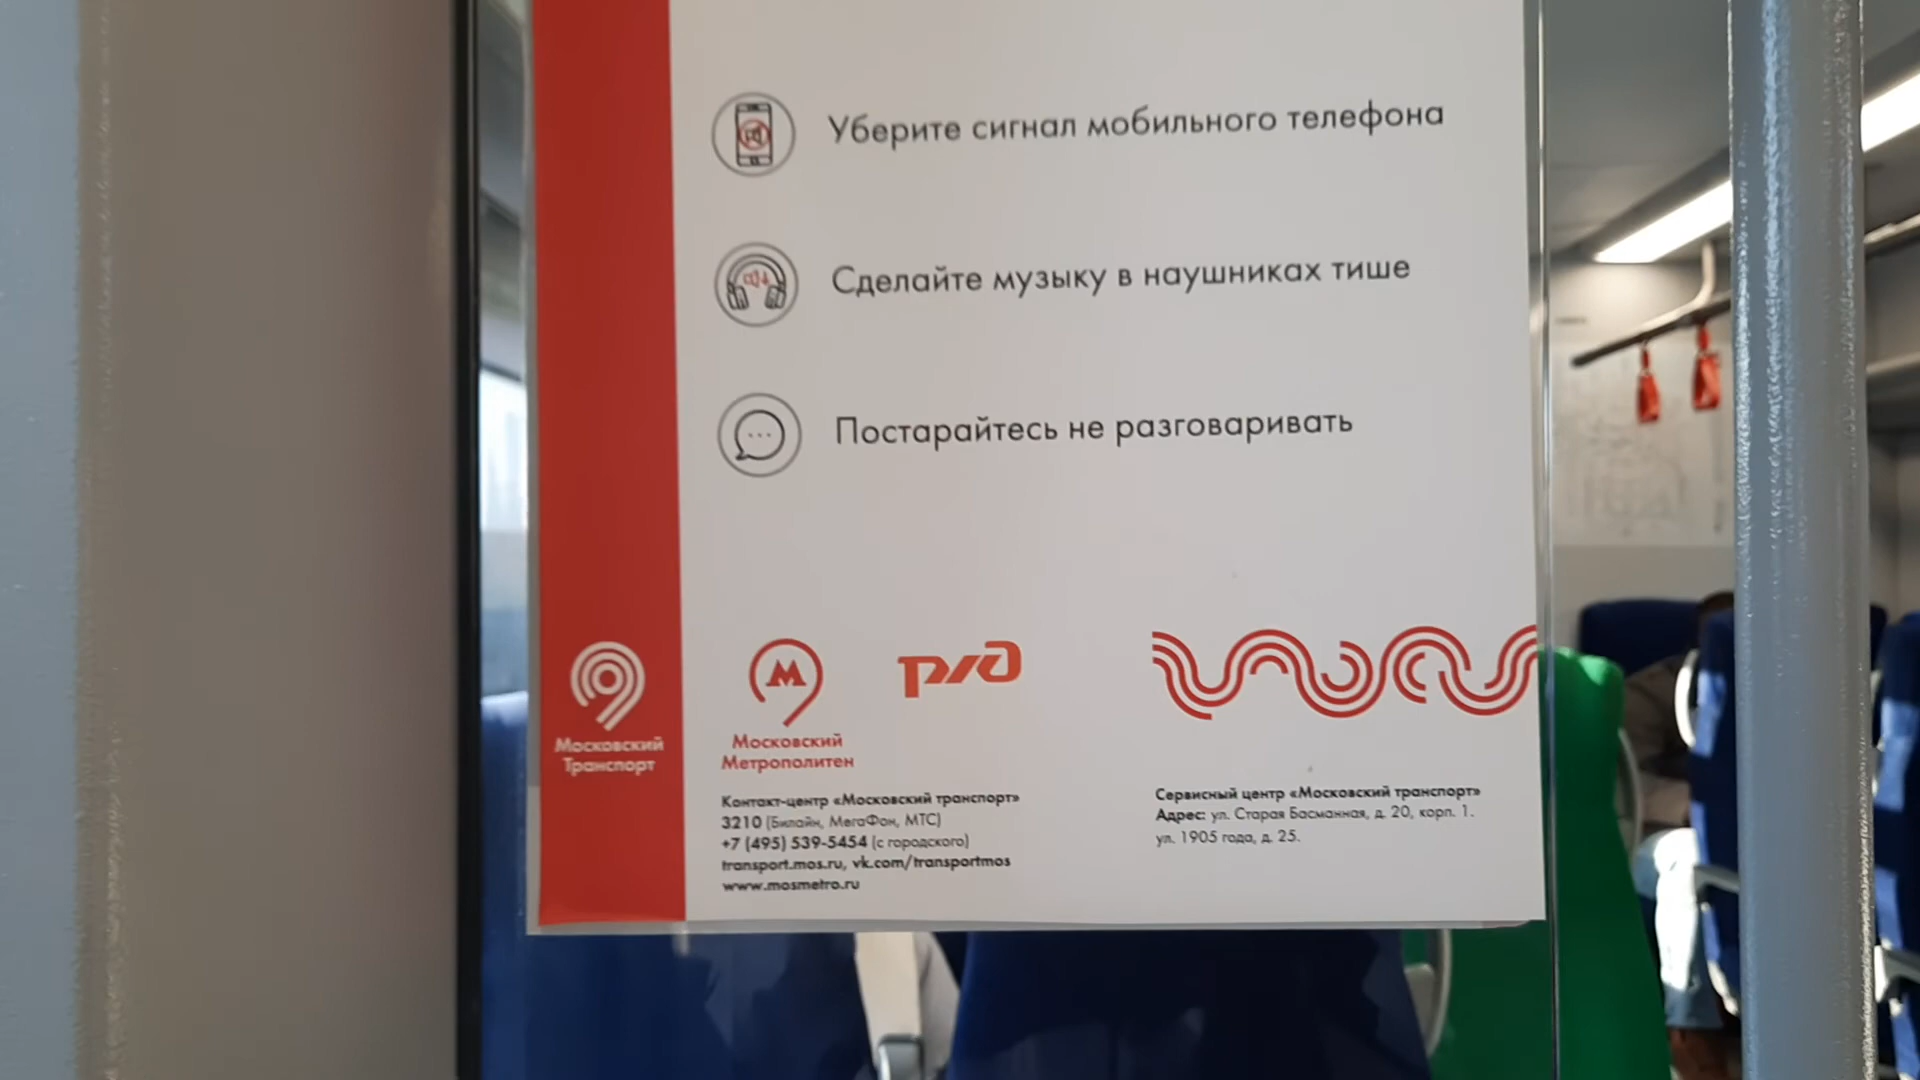 Уберите сигнал мобильного телефона
Сделайте музыку в наушниках тише
Постарайтесь не разговаривать
Московский
Транспорт
М
Московский
Метрополитен
РЖД
Контакт-центр «Московский транспорт»
3210 (Билайн, МегаФон, МТС)
+7 (495) 539-5454 (с городского)
transport.mos.ru, vk.com/transportmos
www.mosmetro.ru
Сервисный центр «Московский транспорт»
Адрес: ул. Старая Басманная, д. 20, корп. 1.
ул. 1905 года, д. 25.